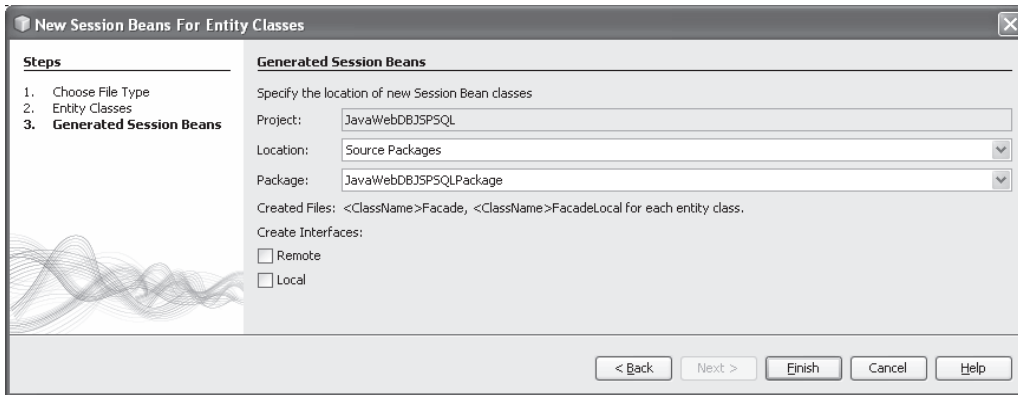 New Session Beans For Entity Classes
Steps
1. Choose File Type
2. Entity Classes
3. Generated Session Beans
Generated Session Beans
Specify the location of new Session Bean classes
Project: JavaWebDBJSPSQL
Location: Source Packages
Package: JavaWebDBJSPSQLPackage
Created Files: <ClassName>Facade, <ClassName>FacadeLocal for each entity class.
Create Interfaces:
Remote
Local
< Back Next > Finish Cancel Help